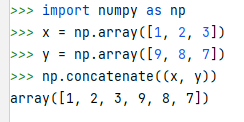 >>> import numpy as np
>>> x = np.array([1, 2, 3])
>>> y = np.array([9, 8, 7])
>>> np.concatenate((x, y))
array([1, 2, 3, 9, 8, 7])